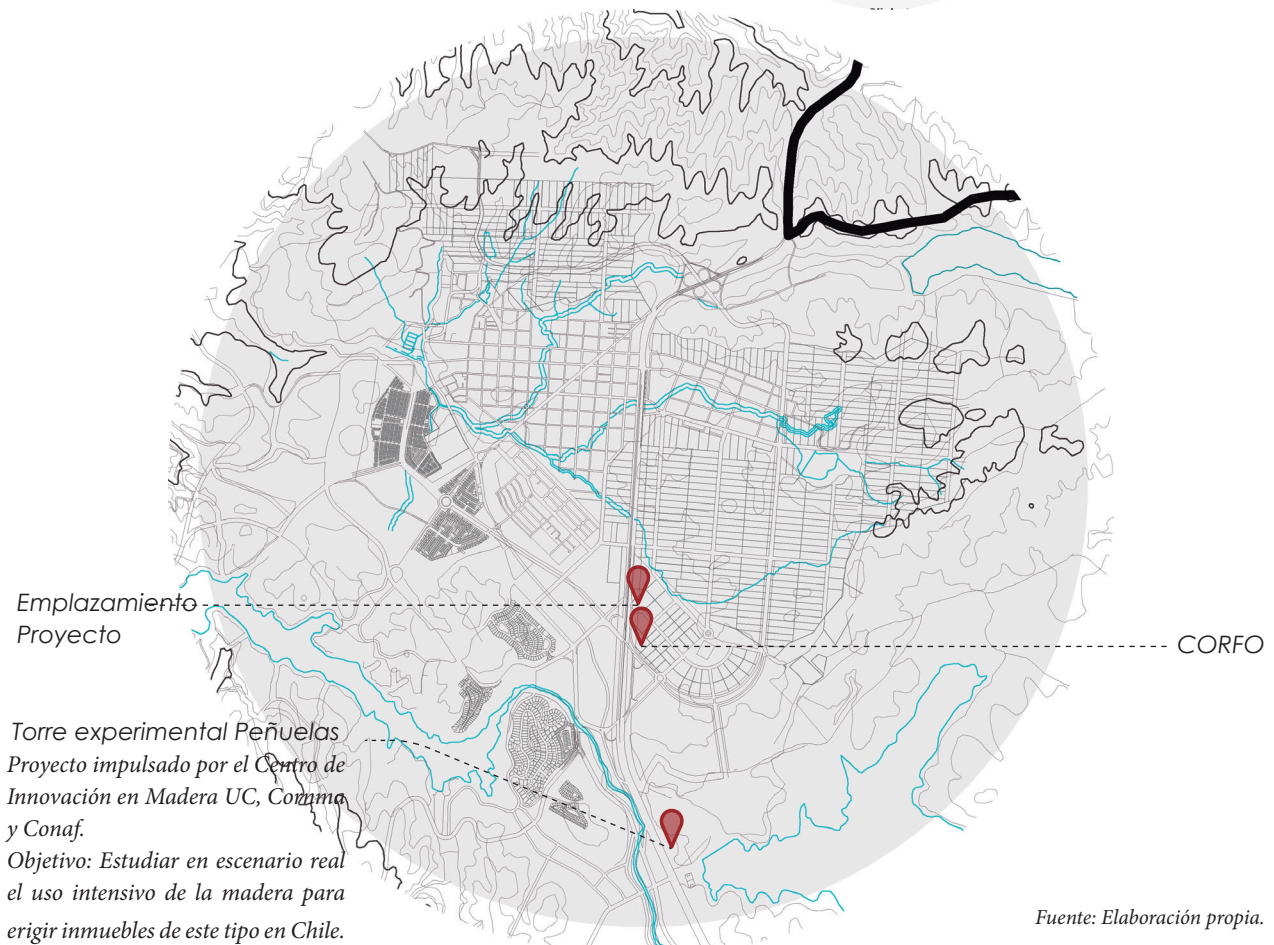 Emplazamiento
Proyecto
CORFO
Torre experimental Peñuelas
Proyecto impulsado por el Centro de
Innovación en Madera UC, Corma
y Conaf.
Objetivo: Estudiar en escenario real
el uso intensivo de la madera para
erigir inmuebles de este tipo en Chile.
Fuente: Elaboración propia.